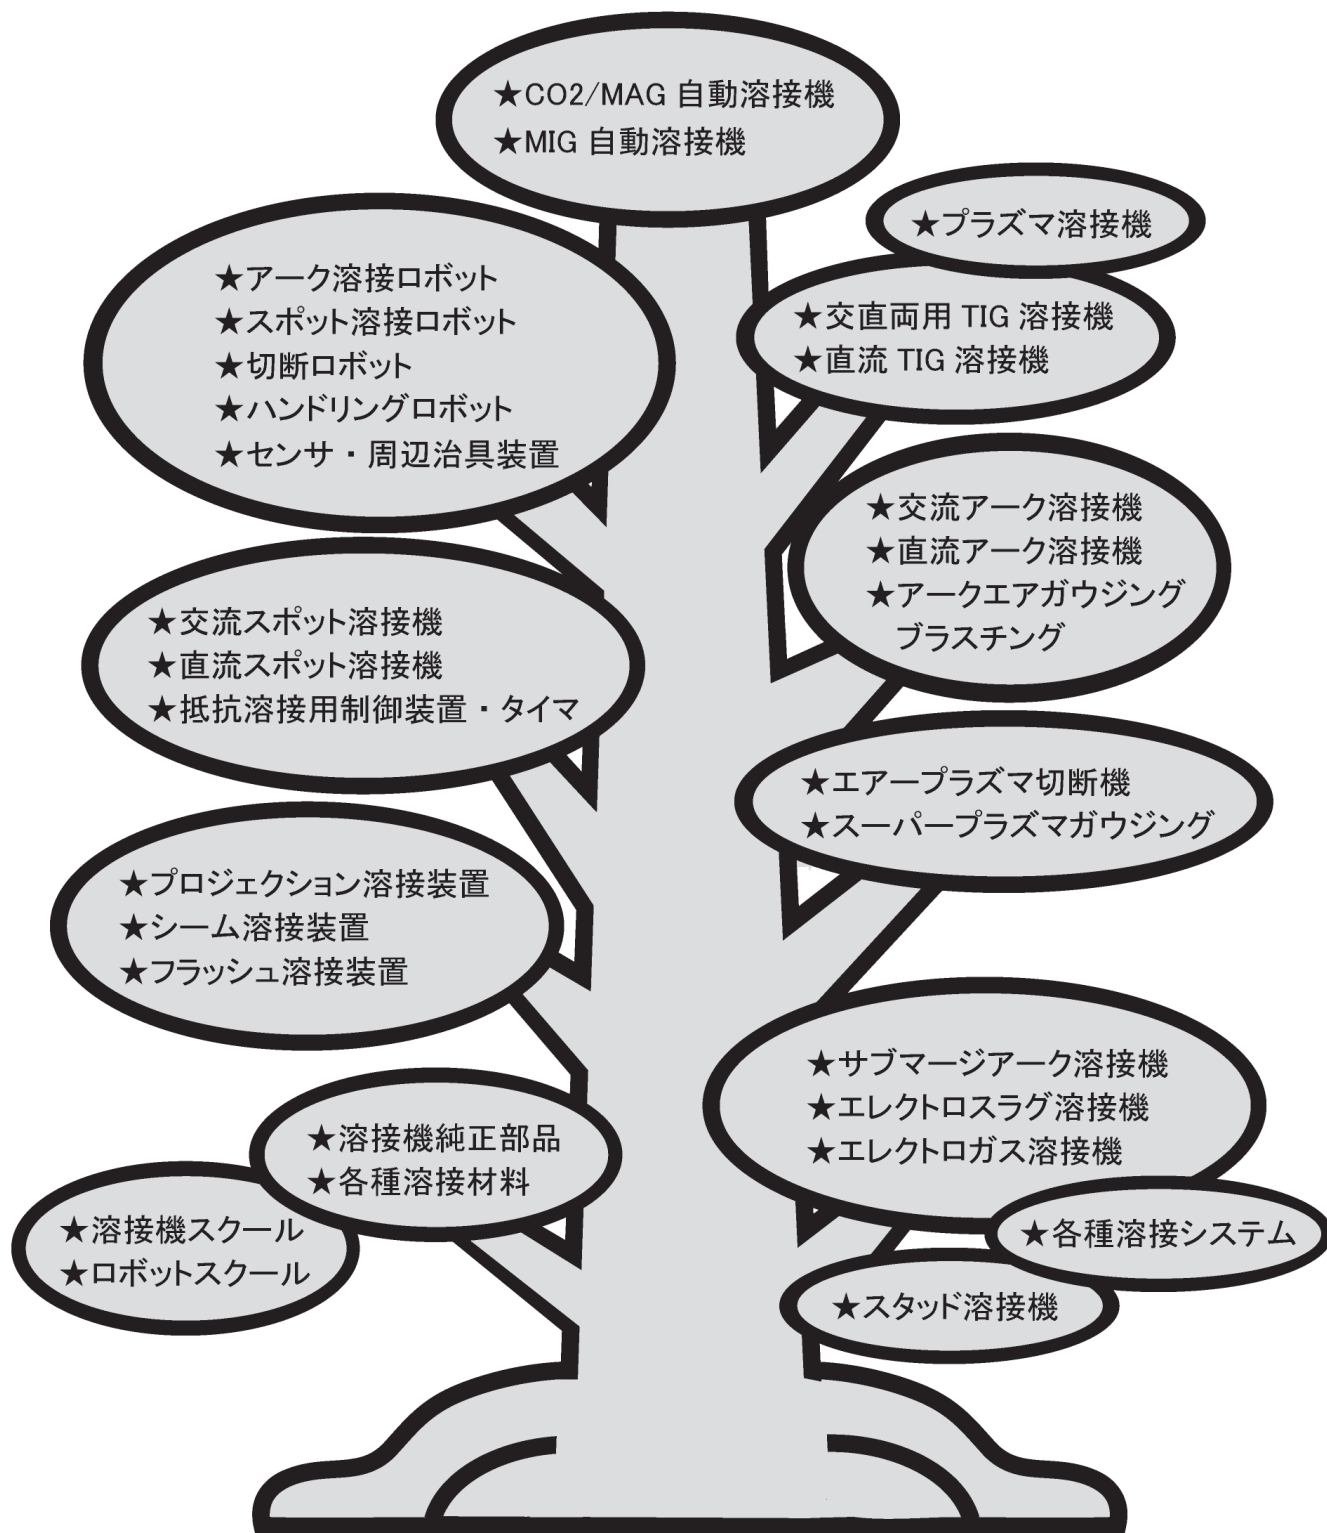 ★CO2/MAG 自動溶接機
★MIG 自動溶接機
★プラズマ溶接機
★アーク溶接ロボット
★スポット溶接ロボット
★切断ロボット
★ハンドリングロボット
★センサ・周辺治具装置
★交直両用 TIG 溶接機
★直流 TIG 溶接機
★交流アーク溶接機
★直流アーク溶接機
★アークエアガウジング
ブラスチング
★交流スポット溶接機
★直流スポット溶接機
★抵抗溶接用制御装置・タイマ
★エアープラズマ切断機
★スーパープラズマガウジング
★プロジェクション溶接装置
★シーム溶接装置
★フラッシュ溶接装置
★サブマージアーク溶接機
★エレクトロスラグ溶接機
★エレクトロガス溶接機
★溶接機純正部品
★各種溶接材料
★溶接機スクール
★ロボットスクール
★各種溶接システム
★スタッド溶接機